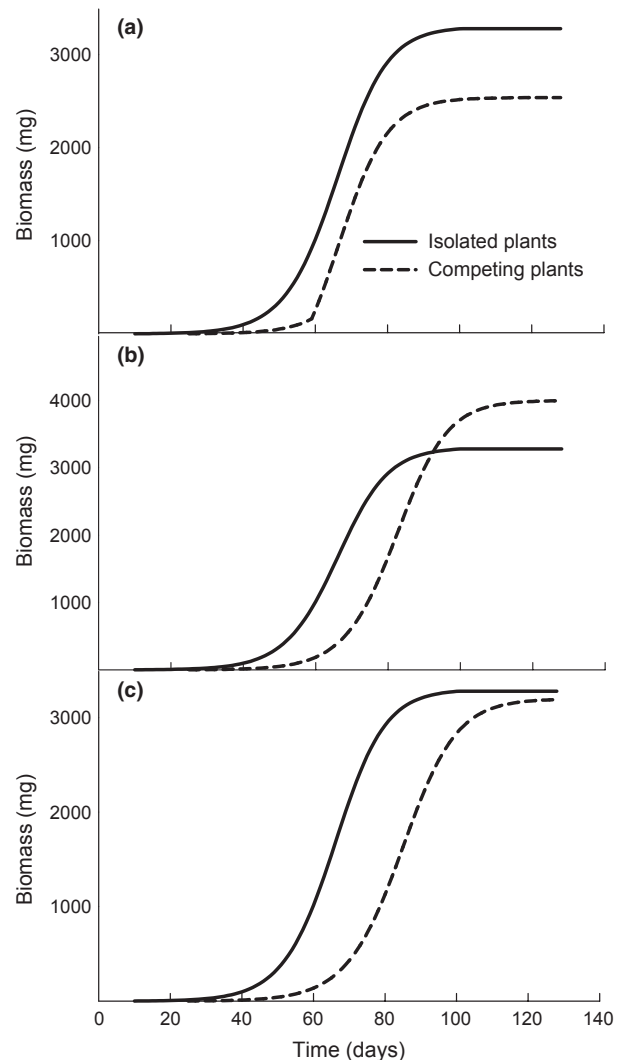 (a)
3000
2000
1000
Biomass (mg)
Isolated plants
Competing plants
(b)
4000
3000
2000
1000
Biomass (mg)
(c)
3000
2000
1000
Biomass (mg)
0 20 40 60 80 100 120 140
Time (days)